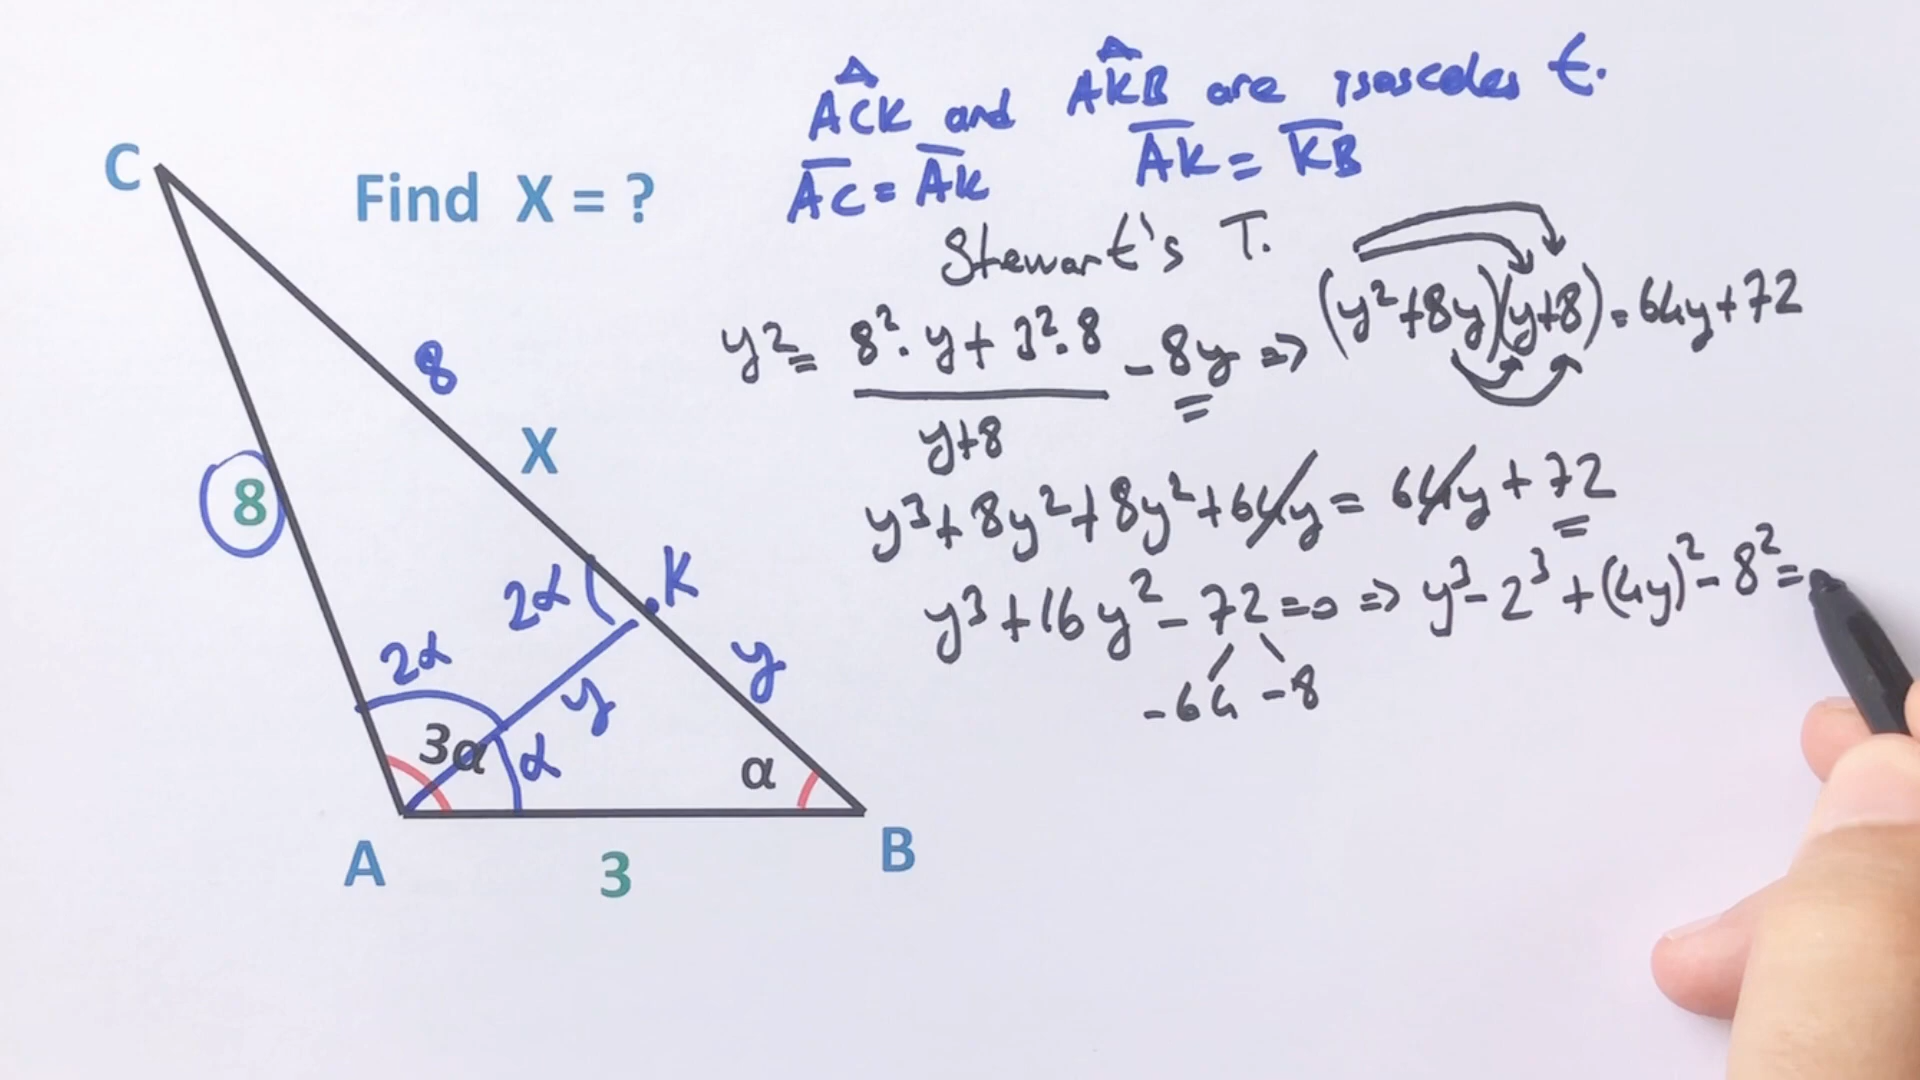 C
Find X = ?
8
X
8
2α
K
2α
y
y
3α
α
α
A
3
B
ACK and AKB are isosceles t.
AC = AK
AK = KB
Stewart's T.
y² = 8²·y + 3²·8 / y+8 - 8y => (y²+8y)(y+8) = 64y+72
y³ + 8y² + 8y² + 64y = 64y + 72
y³ + 16y² - 72 = 0 => y³ - 2³ + (4y)² - 8² =
-64 -8